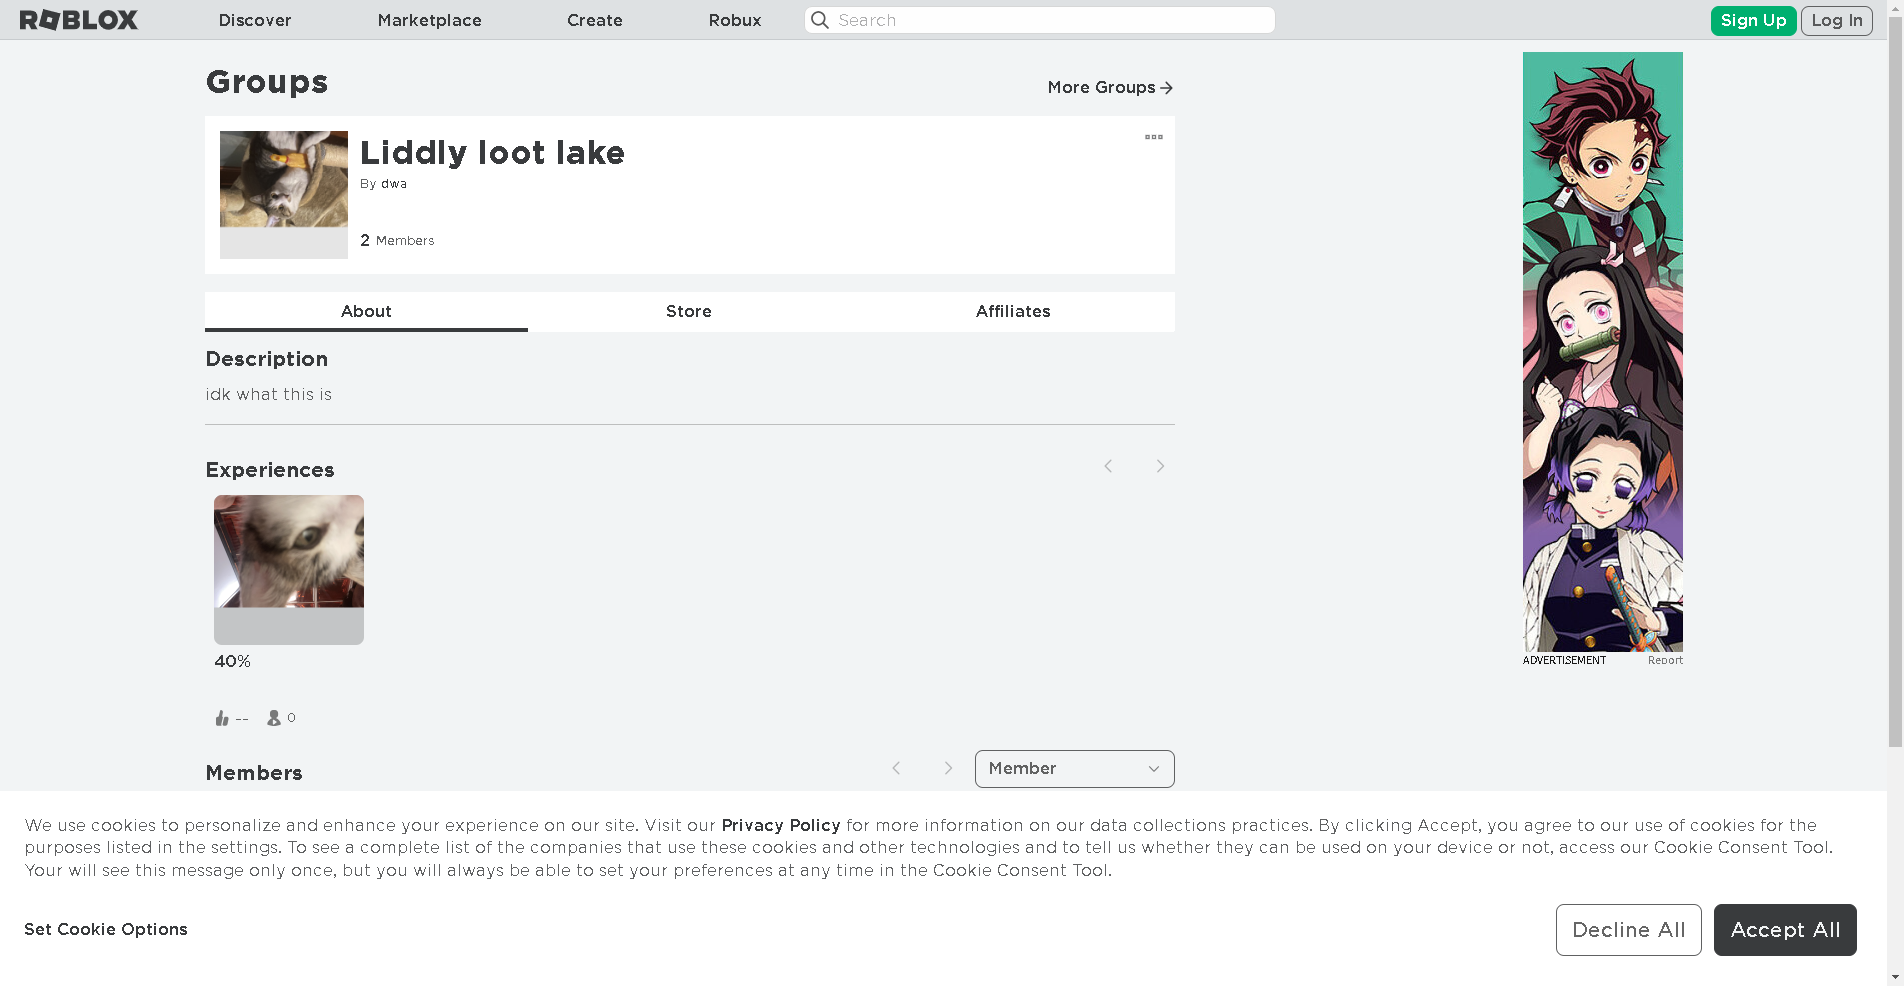 ROBLOX Discover Marketplace Create Robux Search Sign Up Log In
Groups
More Groups
Liddly loot lake
By dwa
2 Members
About Store Affiliates
Description
idk what this is
Experiences
40%
-- 0
Members
Member
ADVERTISEMENT Report
We use cookies to personalize and enhance your experience on our site. Visit our Privacy Policy for more information on our data collections practices. By clicking Accept, you agree to our use of cookies for the
purposes listed in the settings. To see a complete list of the companies that use these cookies and other technologies and to tell us whether they can be used on your device or not, access our Cookie Consent Tool.
Your will see this message only once, but you will always be able to set your preferences at any time in the Cookie Consent Tool.
Set Cookie Options
Decline All
Accept All